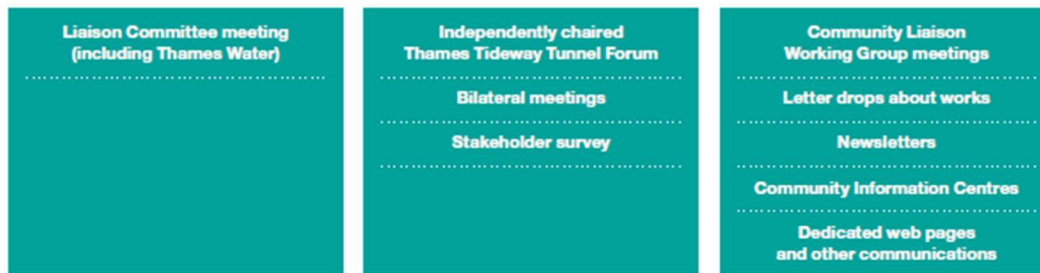 Liaison Committee meeting
(including Thames Water)
Independently chaired
Thames Tideway Tunnel Forum
Bilateral meetings
Stakeholder survey
Community Liaison
Working Group meetings
Letter drops about works
Newsletters
Community Information Centres
Dedicated web pages
and other communications